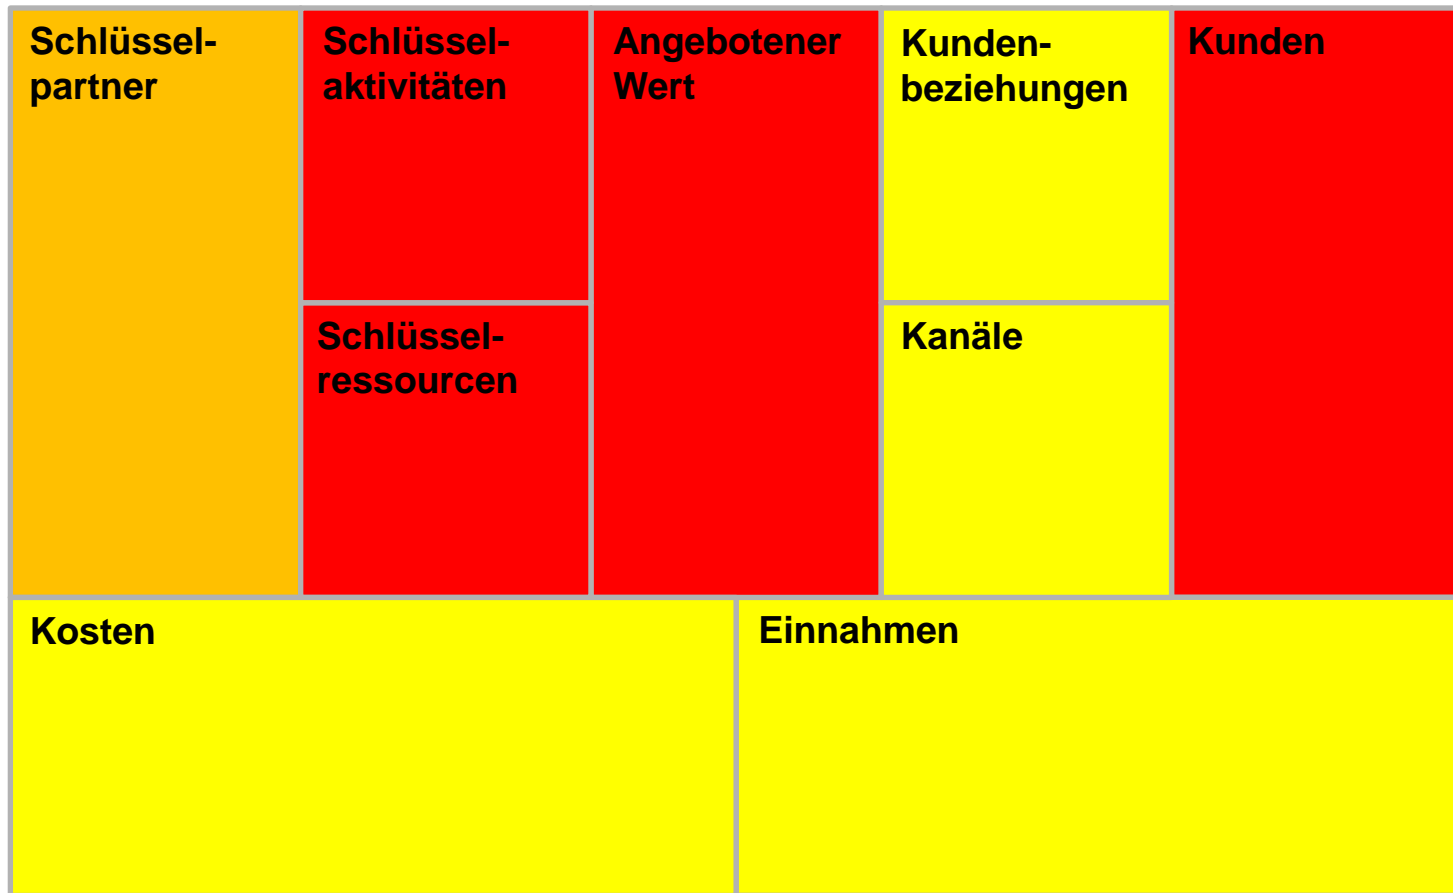 Schlüssel-
partner
Schlüssel-
aktivitäten
Angebotener
Wert
Kunden-
beziehungen
Kunden
Schlüssel-
ressourcen
Kanäle
Kosten
Einnahmen